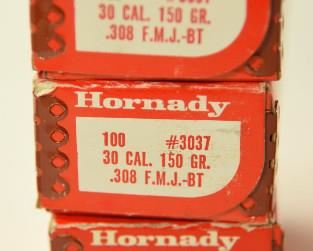 30 CAL. 150 GR.
.308 F.M.J.-BT
Hornady
100 #3037
30 CAL. 150 GR.
.308 F.M.J.-BT
Hornady